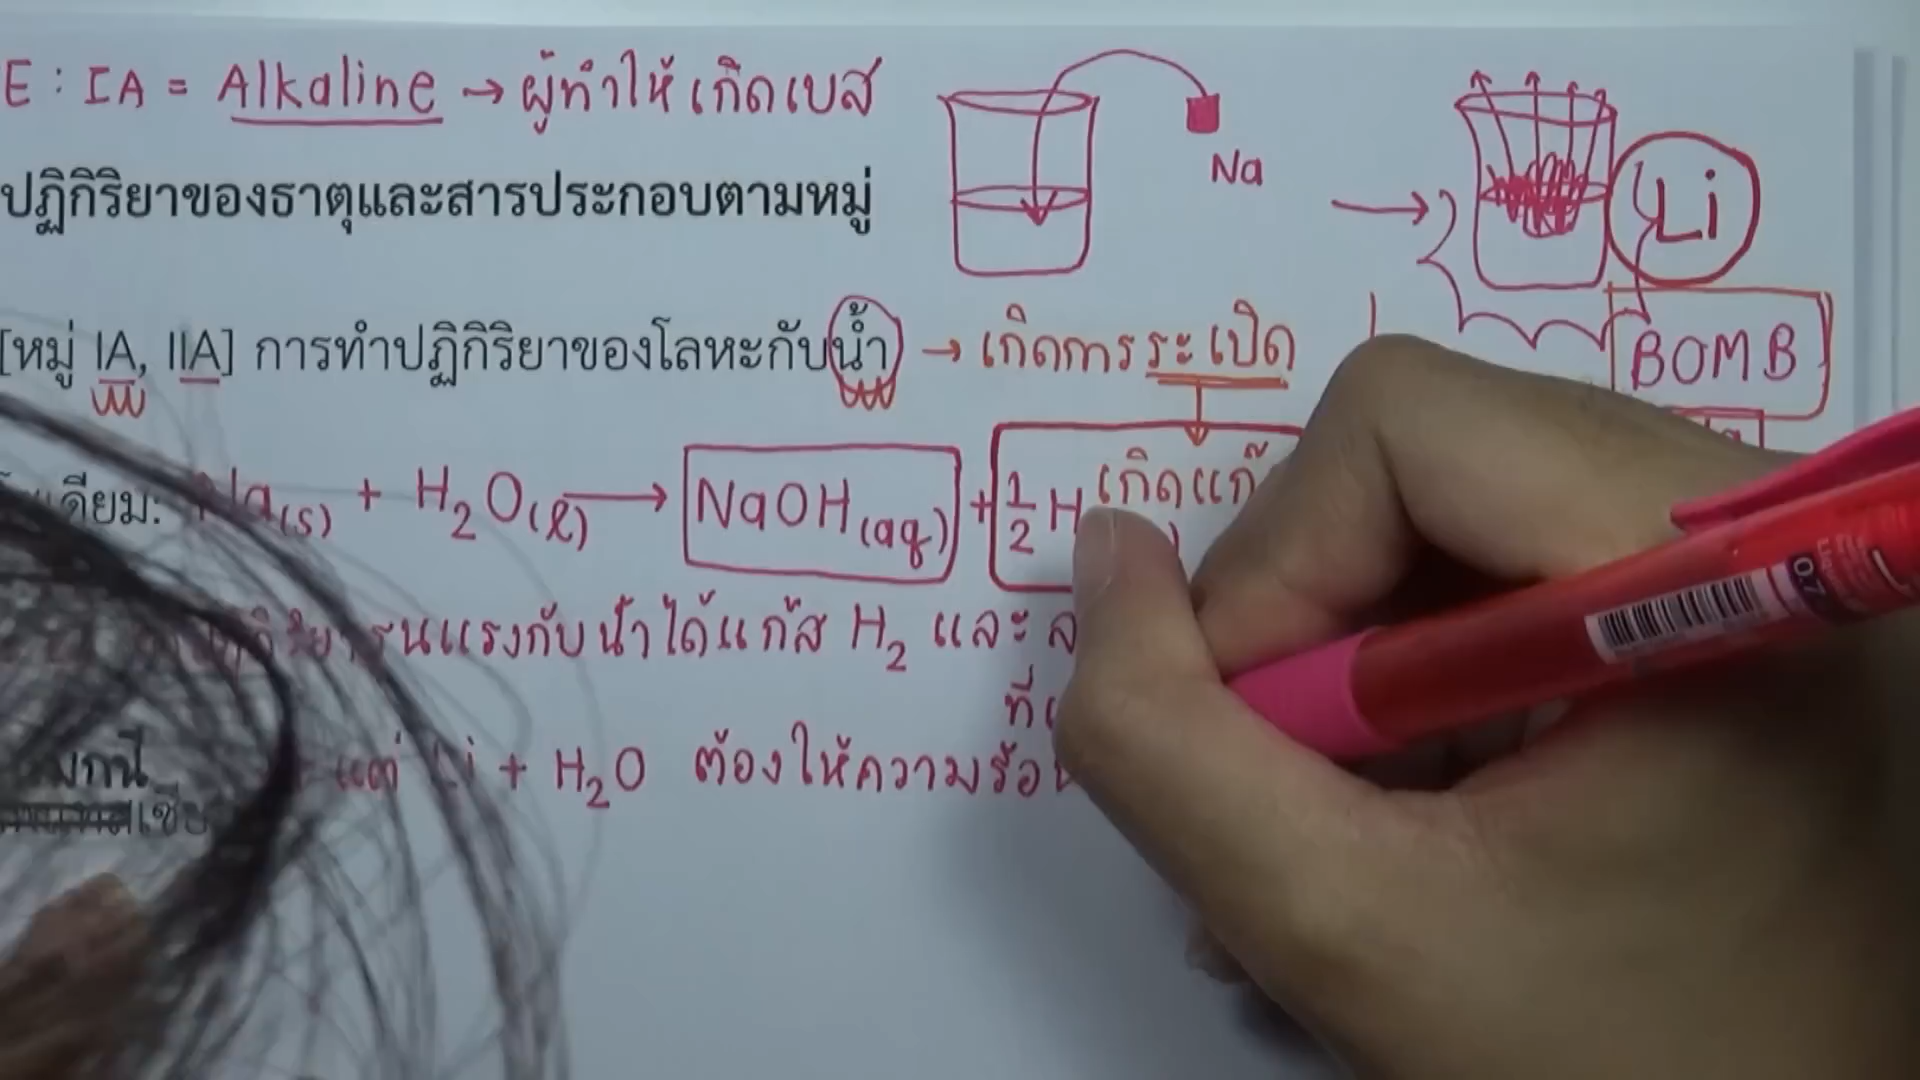 E : IA = Alkaline → ผู้ทำให้เกิดเบส
Na
Li
ปฏิกิริยาของธาตุและสารประกอบตามหมู่
[หมู่ IA, IIA] การทำปฏิกิริยาของโลหะกับน้ำ → เกิดการระเปิด
BOMB
เกิดแก๊
Na(s) + H2O(l) → NaOH(aq) + 1/2 H
รุนแรงกับน้ำได้แก๊ส H2 และ
ที่
แต่ Li + H2O ต้องให้ความร้อน